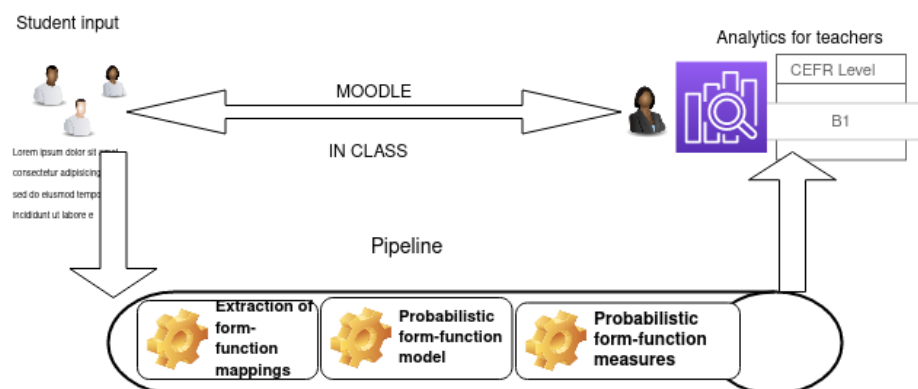 Student input
Analytics for teachers
CEFR Level
MOODLE
B1
IN CLASS
Lorem ipsum dolor sit amet
consectetur adipisicing
sed do eiusmod tempo
incididunt ut labore e
Pipeline
Extraction of
form-
function
mappings
Probabilistic
form-function
model
Probabilistic
form-function
measures